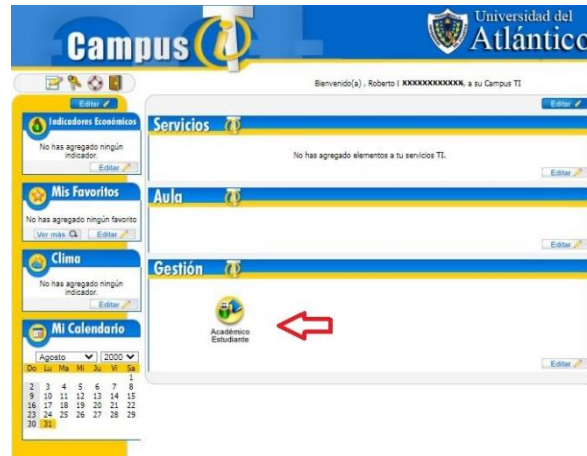 Campus TI
Universidad del
Atlántico
Bienvenido(a) , Roberto I XXXXXXXXXXXX, a su Campus TI
Editar
Indicadores Económicos
No has agregado ningún
indicador.
Editar
Mis Favoritos
No has agregado ningún favorito
Ver más Editar
Clima
No has agregado ningún
indicador.
Editar
Mi Calendario
Agosto 2000
Do Lu Ma Mi Ju Vi Sa
1
2 3 4 5 6 7 8
9 10 11 12 13 14 15
16 17 18 19 20 21 22
23 24 25 26 27 28 29
30 31
Editar
Servicios TI
No has agregado elementos a tu servicios TI.
Editar
Aula TI
Editar
Gestión TI
Académico
Estudiante
Editar